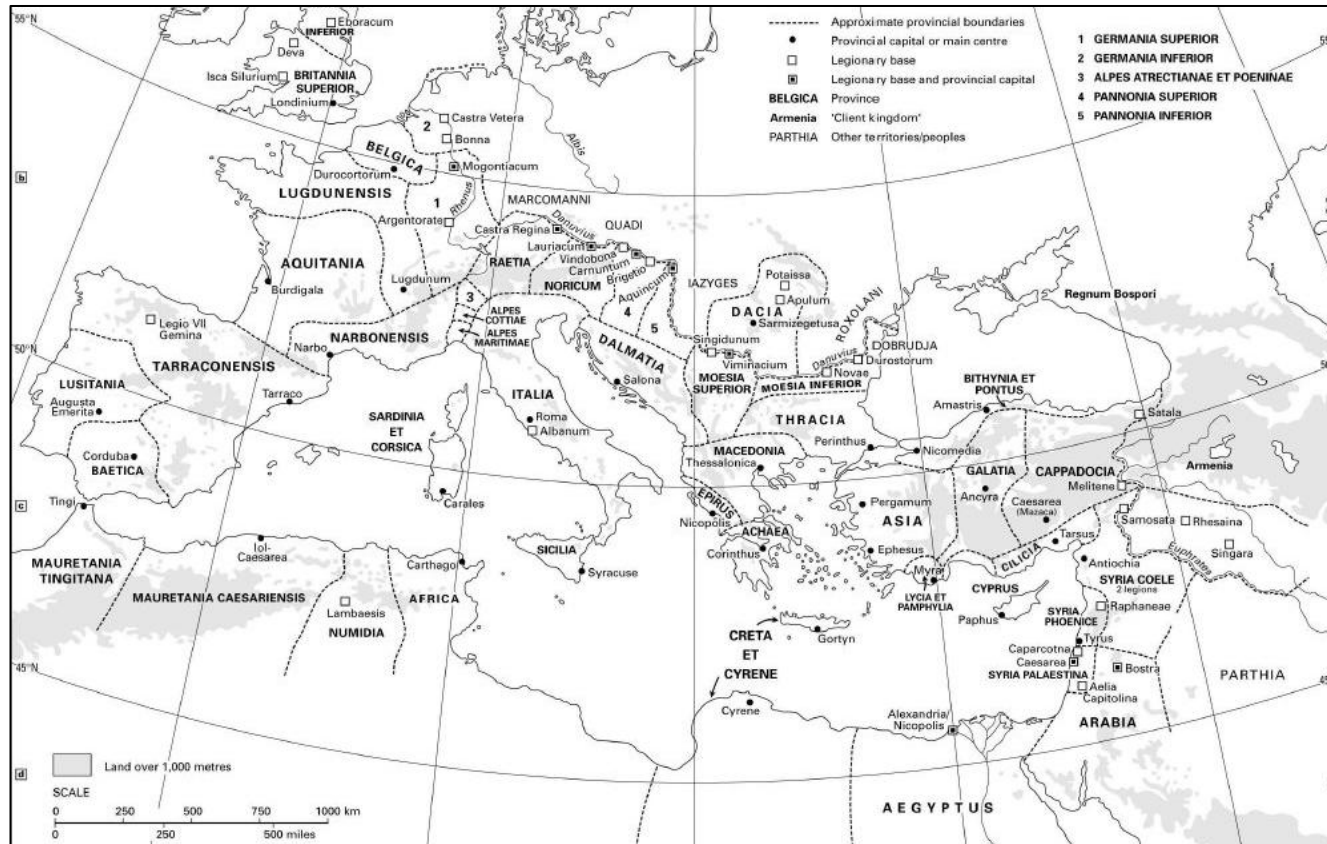 55°N
Eboracum
INFERIOR
Deva
Isca Silurium
BRITANNIA
SUPERIOR
Londinium
Approximate provincial boundaries
Provincial capital or main centre
Legionary base
Legionary base and provincial capital
BELGICA Province
Armenia 'Client kingdom'
PARTHIA Other territories/peoples
1 GERMANIA SUPERIOR
2 GERMANIA INFERIOR
3 ALPES ATRECTIANAE ET POENINAE
4 PANNONIA SUPERIOR
5 PANNONIA INFERIOR
55
b
2
Castra Vetera
Bonna
Albis
BELGICA
Mogontiacum
Durocortorum
LUGDUNENSIS
1
Rhenus
Argentorate
MARCOMANNI
Danuvius
QUADI
Castra Regina
Lauriacum
Vindobona
Carnuntum
Brigetio
Aquincum
AQUITANIA
Burdigala
Lugdunum
RAETIA
NORICUM
3
ALPES
COTTIAE
ALPES
MARITIMAE
4
5
IAZYGES
Potaissa
Apulum
DACIA
Sarmizegetusa
ROXOLANI
Regnum Bospori
DOBRUDJA
Danuvius
Durostorum
Singidunum
Viminacium
Novae
MOESIA
SUPERIOR
MOESIA INFERIOR
Legio VII
Gemina
NARBONENSIS
Narbo
50°N
TARRACONENSIS
LUSITANIA
Augusta
Emerita
Tarraco
DALMATIA
Salona
ITALIA
Roma
Albanum
SARDINIA
ET
CORSICA
Corduba
BAETICA
THRACIA
BITHYNIA ET
PONTUS
Amastris
Satala
50
Perinthus
Nicomedia
MACEDONIA
Thessalonica
GALATIA
CAPPADOCIA
Armenia
Melitene
Ancyra
Caesarea
(Mazaca)
c
Tingi
Carales
EPIRUS
Nicopolis
Pergamum
ASIA
Samosata
Rhesaina
Tarsus
Singara
Iol-
Caesarea
Carthago
SICILIA
Syracuse
ACHAEA
Corinthus
Ephesus
CILICIA
Euphrates
Antiochia
MAURETANIA
TINGITANA
MAURETANIA CAESARIENSIS
Lambaesis
NUMIDIA
AFRICA
Myra
LYCIA ET
PAMPHYLIA
CYPRUS
Paphus
SYRIA COELE
2 legions
Raphaneae
SYRIA
PHOENICE
Tyrus
45°N
CRETA
ET
CYRENE
Gortyn
Caparcotna
Caesarea
SYRIA PALAESTINA
Bostra
PARTHIA
Aelia
Capitolina
45
Cyrene
Alexandria/
Nicopolis
ARABIA
d
Land over 1,000 metres
SCALE
0 250 500 750 1000 km
0 250 500 miles
AEGYPTUS